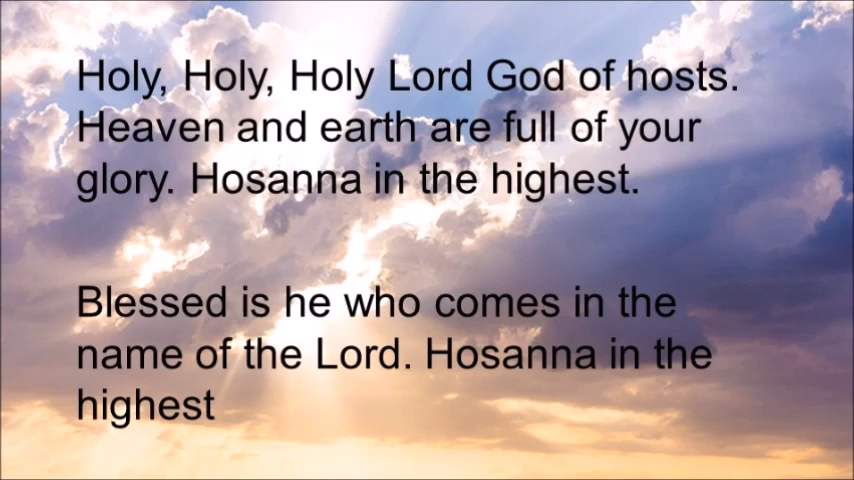 Holy, Holy, Holy Lord God of hosts.
Heaven and earth are full of your
glory. Hosanna in the highest.
Blessed is he who comes in the
name of the Lord. Hosanna in the
highest